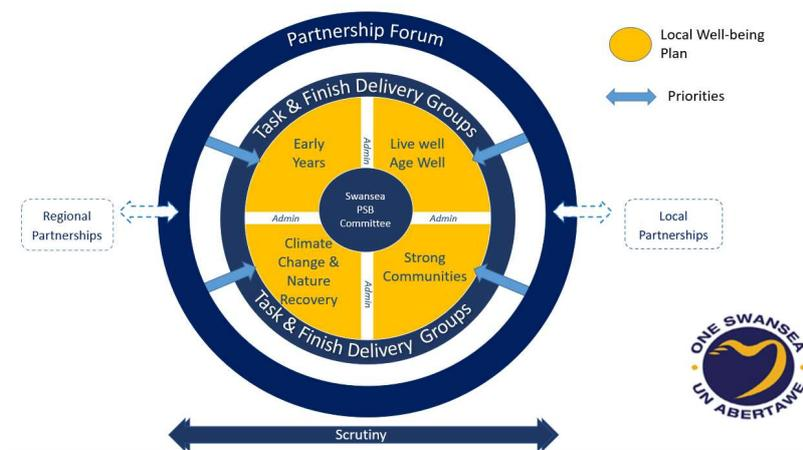 Partnership Forum
Task & Finish Delivery Groups
Early
Years
Admin
Live well
Age Well
Swansea
PSB
Committee
Admin
Admin
Climate
Change &
Nature
Recovery
Admin
Strong
Communities
Task & Finish Delivery Groups
Regional
Partnerships
Local
Partnerships
Scrutiny
Local Well-being
Plan
Priorities
ONE SWANSEA
UN ABERTAWE